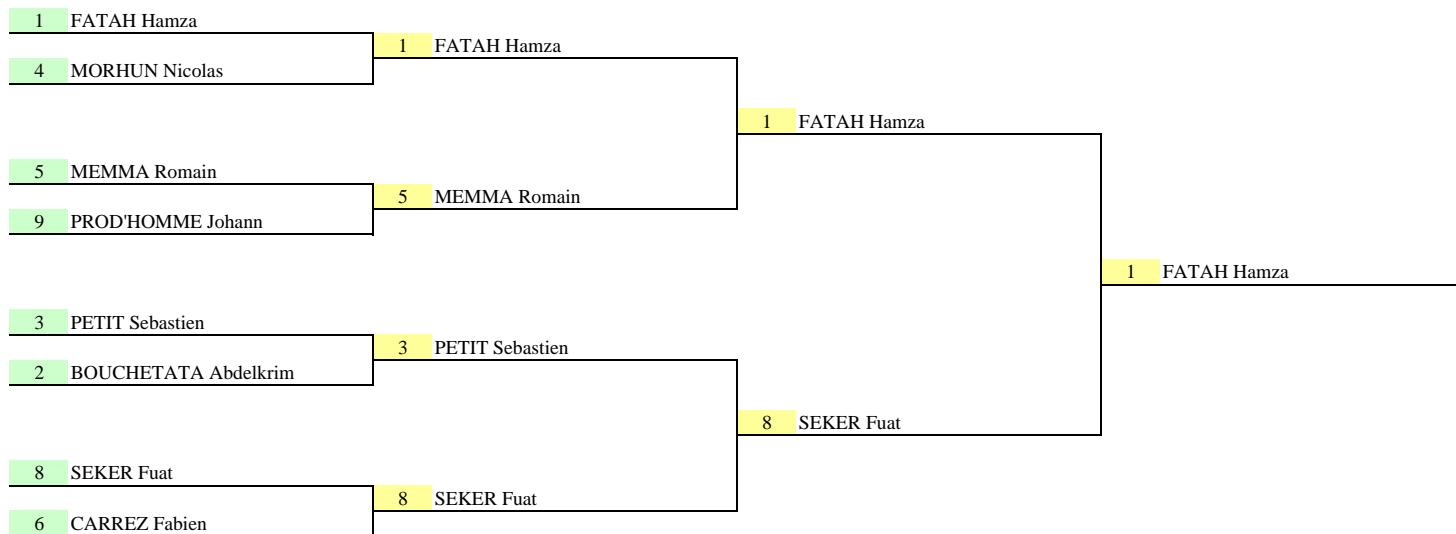 1 FATAH Hamza
1 FATAH Hamza
4 MORHUN Nicolas
1 FATAH Hamza
5 MEMMA Romain
5 MEMMA Romain
9 PROD'HOMME Johann
1 FATAH Hamza
3 PETIT Sebastien
3 PETIT Sebastien
2 BOUCHETATA Abdelkrim
8 SEKER Fuat
8 SEKER Fuat
8 SEKER Fuat
6 CARREZ Fabien